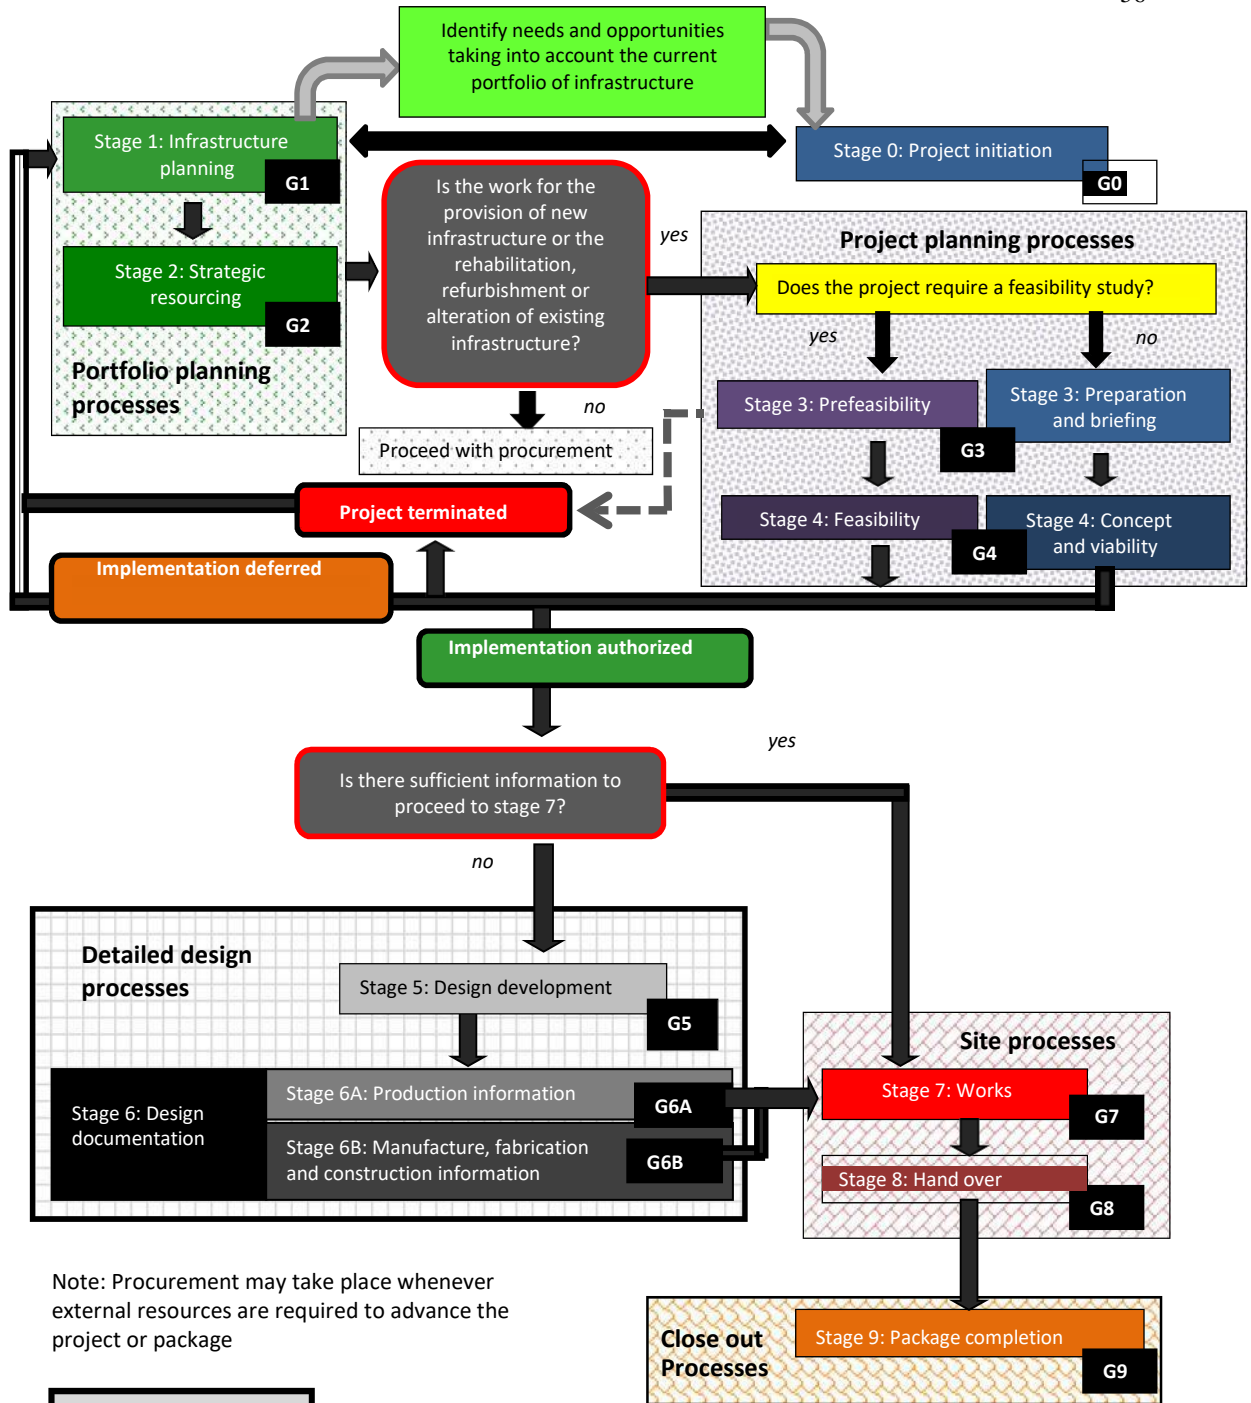 Identify needs and opportunities
taking into account the current
portfolio of infrastructure
Stage 1: Infrastructure
planning
G1
Stage 0: Project initiation
G0
Is the work for the
provision of new
infrastructure or the
rehabilitation,
refurbishment or
alteration of existing
infrastructure?
yes
Stage 2: Strategic
resourcing
G2
Portfolio planning
processes
no
Proceed with procurement
Project planning processes
Does the project require a feasibility study?
yes
no
Stage 3: Prefeasibility
G3
Stage 3: Preparation
and briefing
Stage 4: Feasibility
G4
Stage 4: Concept
and viability
Project terminated
Implementation deferred
Implementation authorized
Is there sufficient information to
proceed to stage 7?
yes
no
Detailed design
processes
Stage 5: Design development
G5
Stage 6: Design
documentation
Stage 6A: Production information
G6A
Stage 6B: Manufacture, fabrication
and construction information
G6B
Site processes
Stage 7: Works
G7
Stage 8: Hand over
G8
Note: Procurement may take place whenever
external resources are required to advance the
project or package
Close out
Processes
Stage 9: Package completion
G9